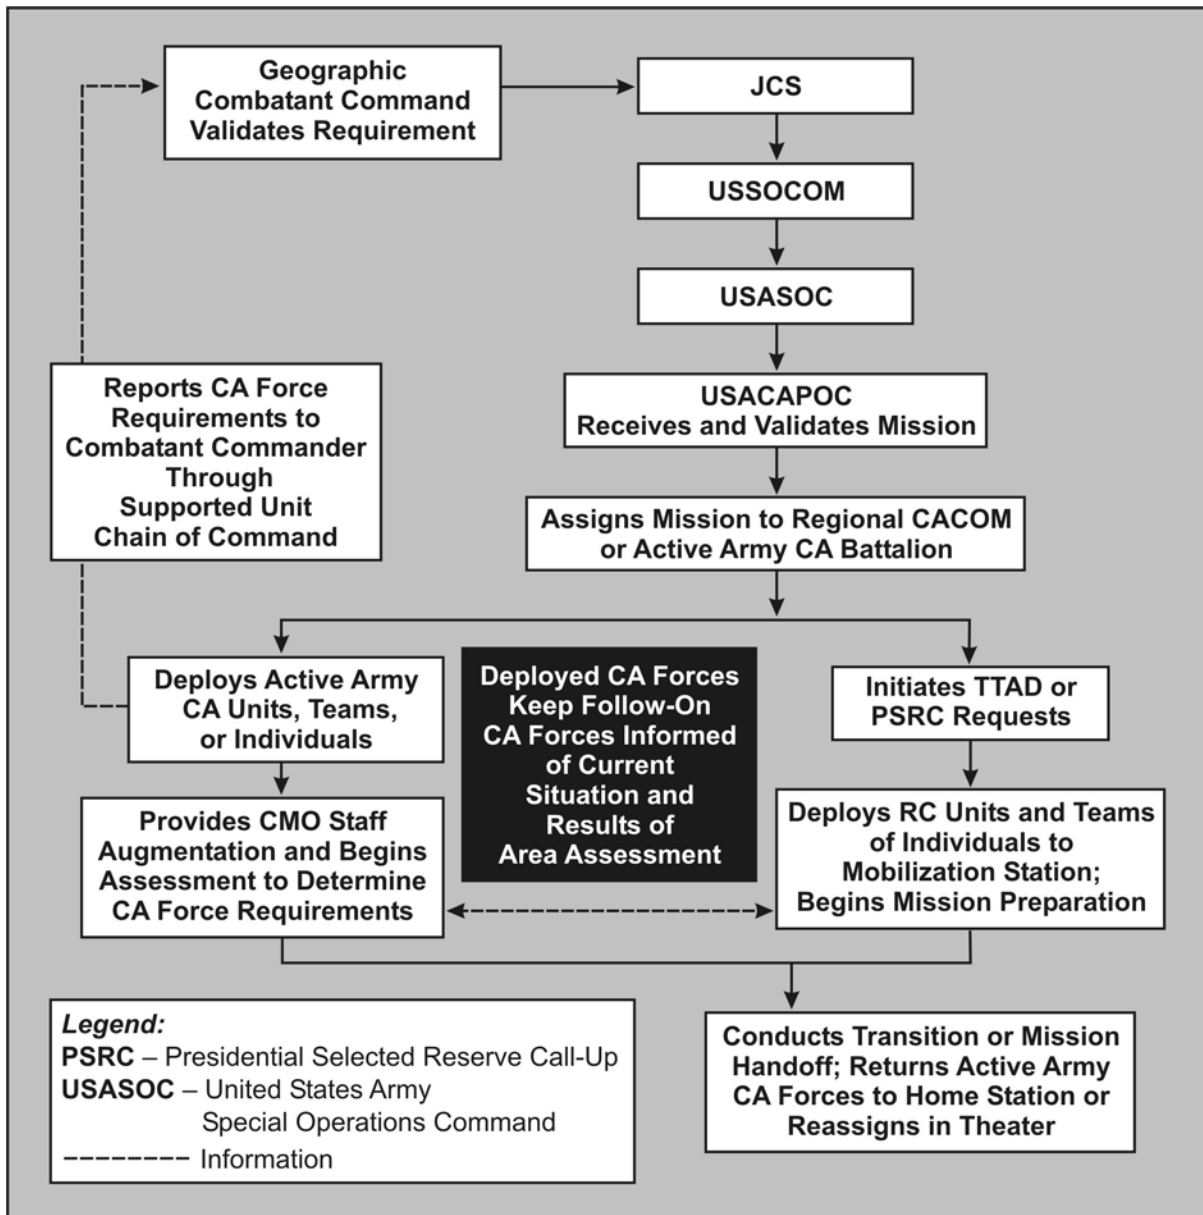 Geographic
Combatant Command
Validates Requirement
JCS
USSOCOM
USASOC
USACAPOC
Receives and Validates Mission
Assigns Mission to Regional CACOM
or Active Army CA Battalion
Reports CA Force
Requirements to
Combatant Commander
Through
Supported Unit
Chain of Command
Deploys Active Army
CA Units, Teams,
or Individuals
Deployed CA Forces
Keep Follow-On
CA Forces Informed
of Current
Situation and
Results of
Area Assessment
Initiates TTAD or
PSRC Requests
Provides CMO Staff
Augmentation and Begins
Assessment to Determine
CA Force Requirements
Deploys RC Units and Teams
of Individuals to
Mobilization Station;
Begins Mission Preparation
Conducts Transition or Mission
Handoff; Returns Active Army
CA Forces to Home Station or
Reassigns in Theater
Legend:
PSRC – Presidential Selected Reserve Call-Up
USASOC – United States Army
Special Operations Command
Information